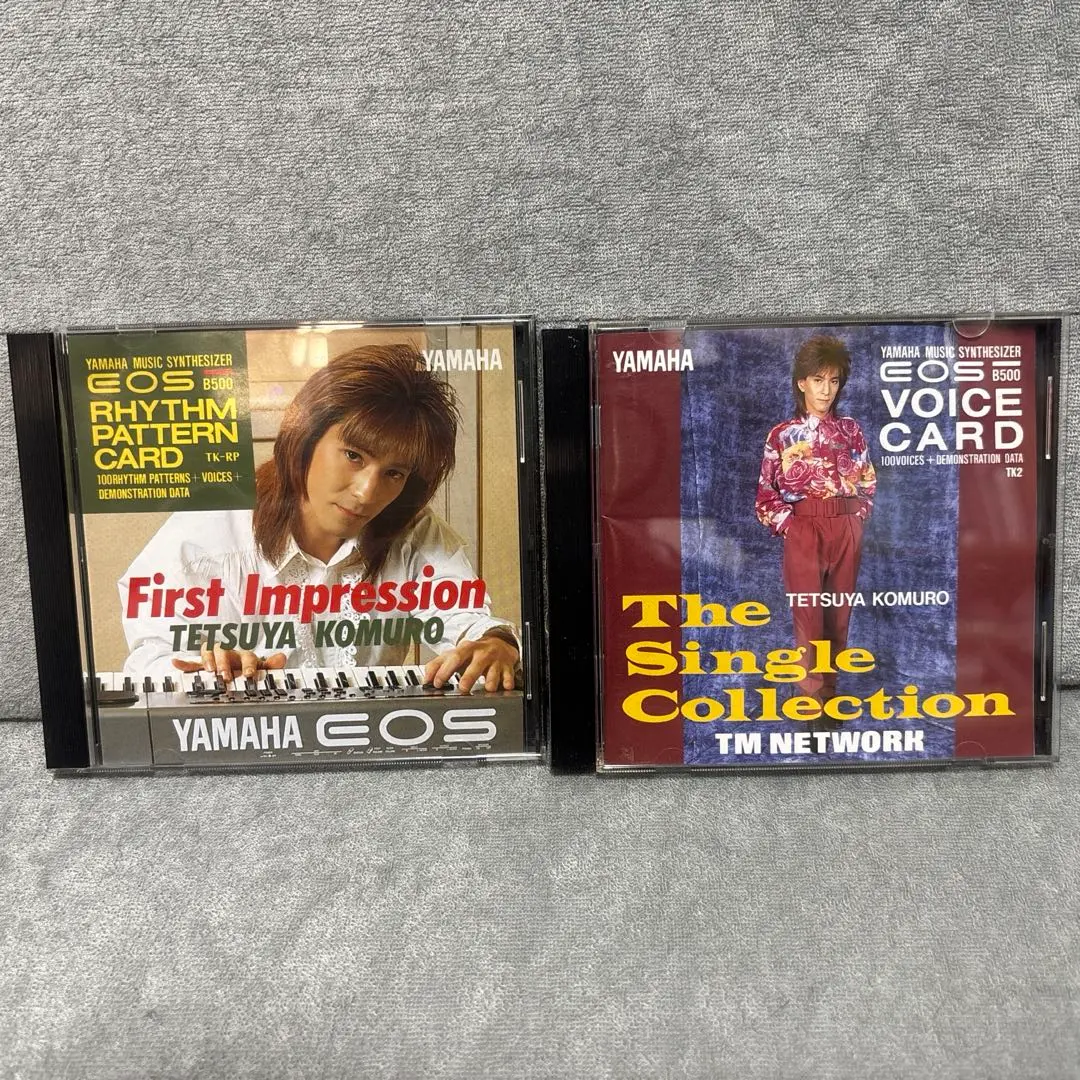 YAMAHA MUSIC SYNTHESIZER
EOS B500
RHYTHM
PATTERN
CARD TK-RP
100RHYTHM PATTERNS+VOICES+
DEMONSTRATION DATA
YAMAHA
First Impression
TETSUYA KOMURO
YAMAHA EOS
YAMAHA
YAMAHA MUSIC SYNTHESIZER
EOS B500
VOICE
CARD
100VOICES+DEMONSTRATION DATA
TK2
TETSUYA KOMURO
The
Single
Collection
TM NETWORK